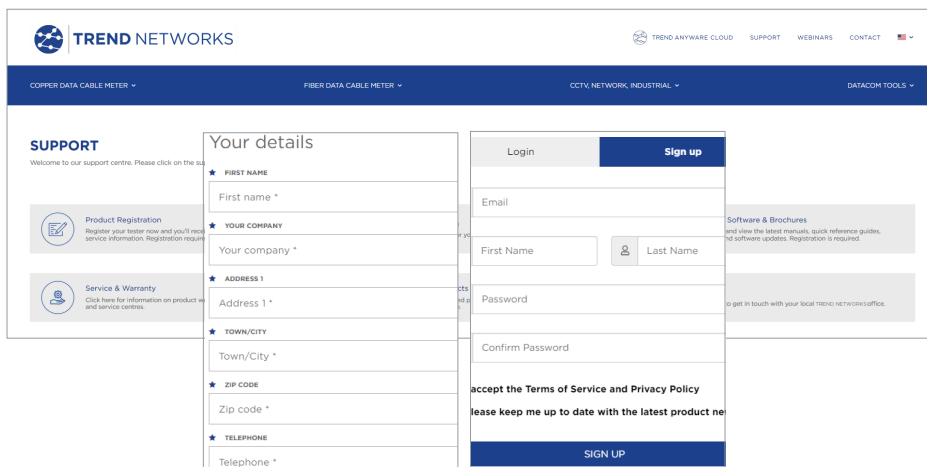 TREND NETWORKS
TREND ANYWARE CLOUD SUPPORT WEBINARS CONTACT
COPPER DATA CABLE METER FIBER DATA CABLE METER CCTV, NETWORK, INDUSTRIAL DATACOM TOOLS
SUPPORT
Welcome to our support centre. Please click on the
Product Registration
Register your tester now and you'll
service information. Registration
Service & Warranty
Click here for information on product
and service centres.
Your details
FIRST NAME
First name *
YOUR COMPANY
Your company *
ADDRESS 1
Address 1 *
TOWN/CITY
Town/City *
ZIP CODE
Zip code *
TELEPHONE
Telephone *
Login Sign up
Email
First Name Last Name
Password
Confirm Password
accept the Terms of Service and Privacy Policy
lease keep me up to date with the latest product
SIGN UP
Software & Brochures
and view the latest manuals, quick reference guides,
nd software updates. Registration is required.
to get in touch with your local TREND NETWORKS office.